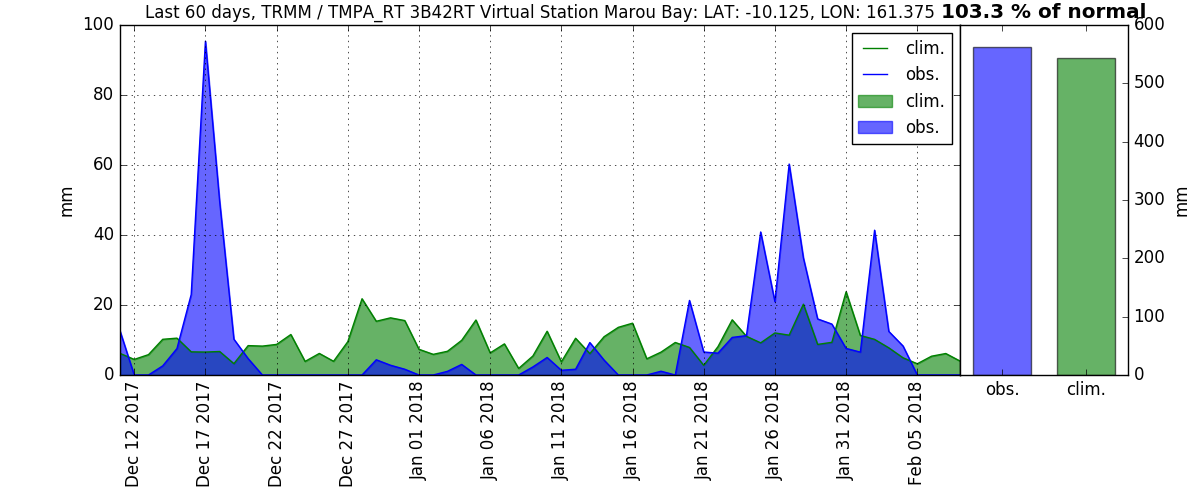 Last 60 days, TRMM / TMPA_RT 3B42RT Virtual Station Marou Bay: LAT: -10.125, LON: 161.375 103.3 % of normal
100
80
60
40
20
0
mm
clim.
obs.
clim.
obs.
600
500
400
300
200
100
0
mm
Dec 12 2017
Dec 17 2017
Dec 22 2017
Dec 27 2017
Jan 01 2018
Jan 06 2018
Jan 11 2018
Jan 16 2018
Jan 21 2018
Jan 26 2018
Jan 31 2018
Feb 05 2018
obs.
clim.